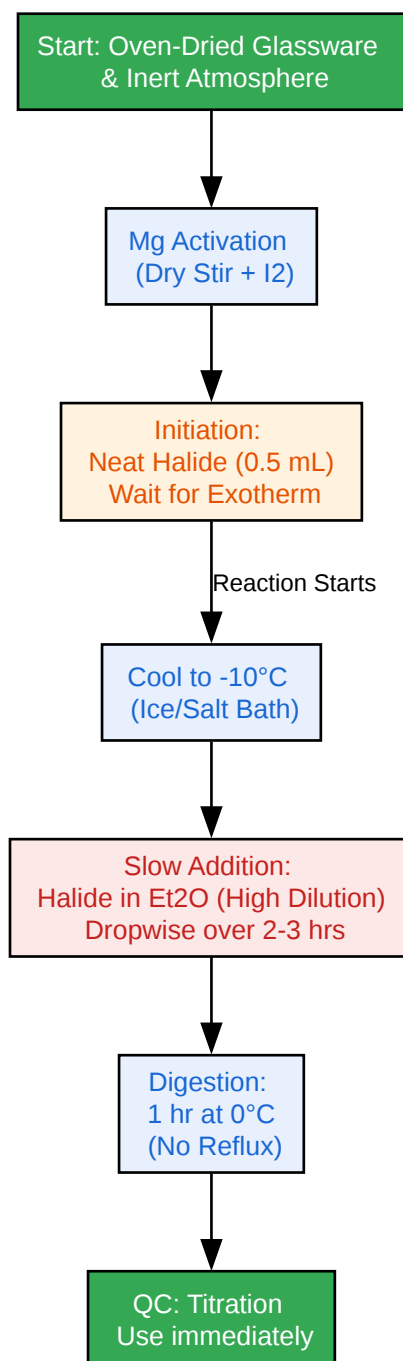 Start: Oven-Dried Glassware
& Inert Atmosphere
Mg Activation
(Dry Stir + I2)
Initiation:
Neat Halide (0.5 mL)
Wait for Exotherm
Reaction Starts
Cool to -10°C
(Ice/Salt Bath)
Slow Addition:
Halide in Et2O (High Dilution)
Dropwise over 2-3 hrs
Digestion:
1 hr at 0°C
(No Reflux)
QC: Titration
Use immediately